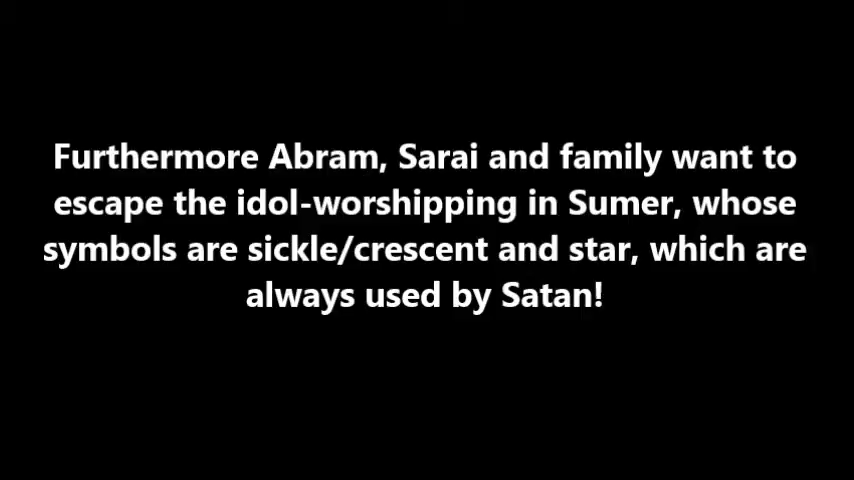 Furthermore Abram, Sarai and family want to
escape the idol-worshipping in Sumer, whose
symbols are sickle/crescent and star, which are
always used by Satan!